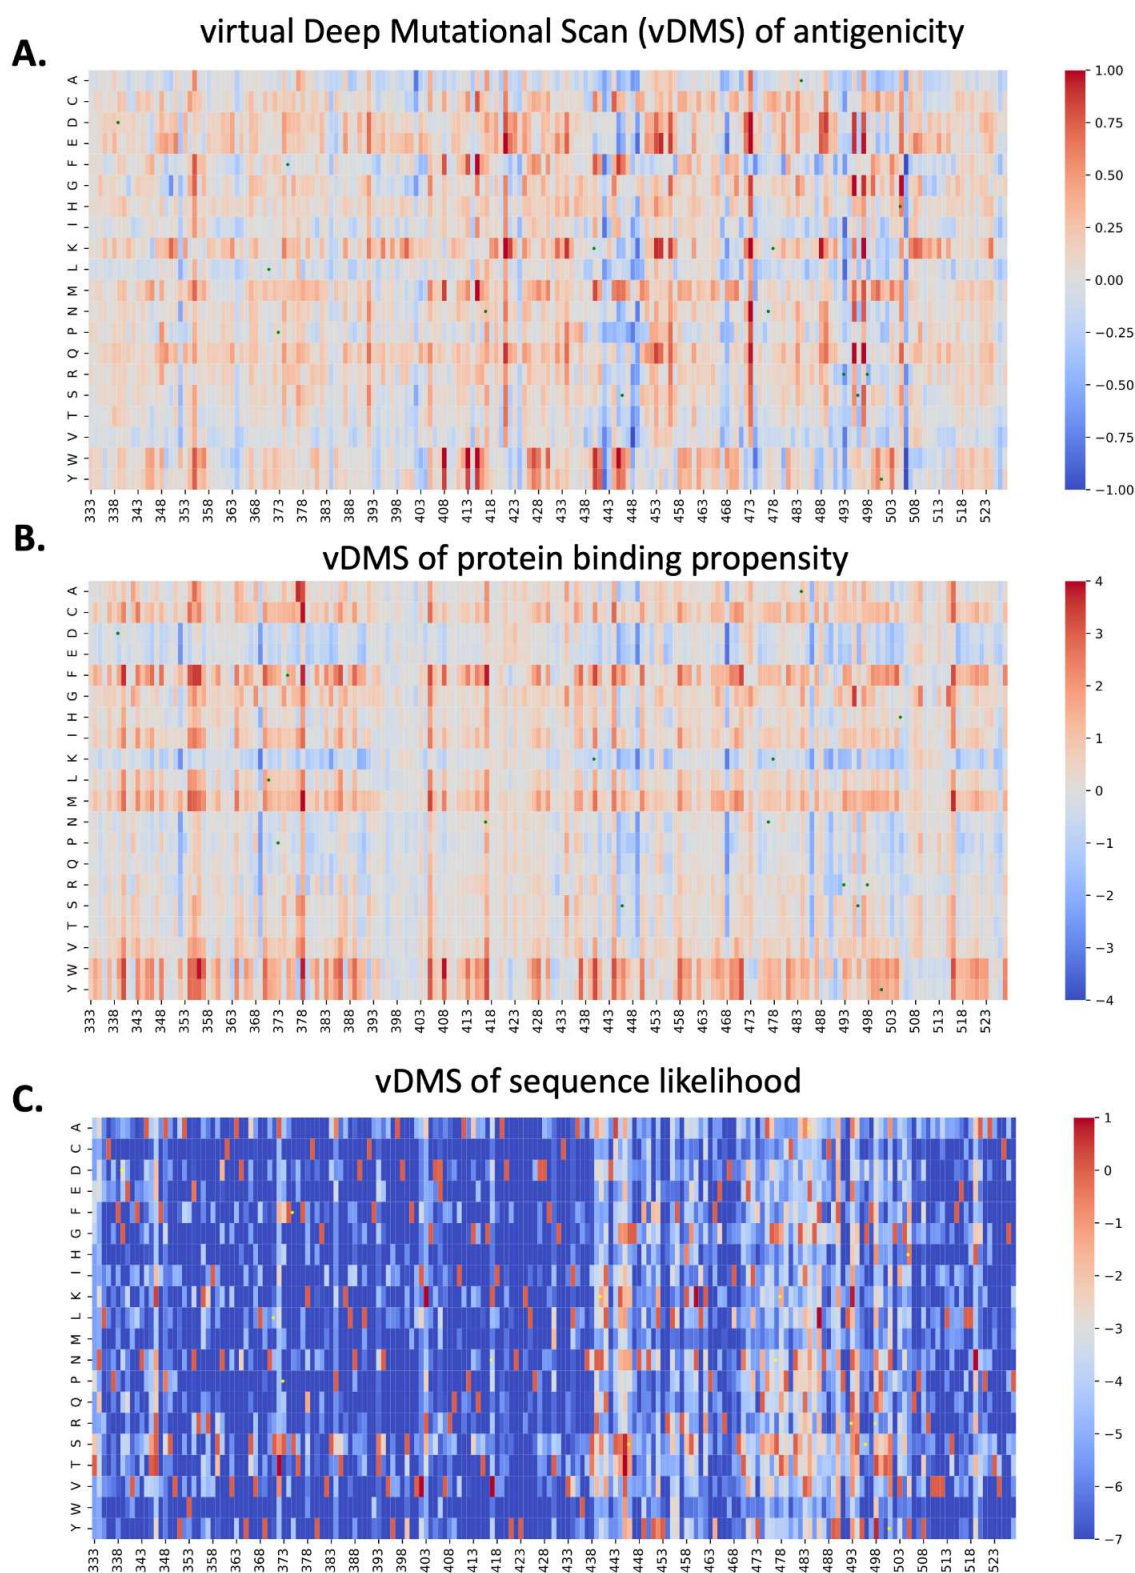 virtual Deep Mutational Scan (vDMS) of antigenicity
A.
A
C
D
E
F
G
H
I
K
L
M
N
P
Q
R
S
T
V
W
Y
333 338 343 348 353 358 363 368 373 378 383 388 393 398 403 408 413 418 423 428 433 438 443 448 453 458 463 468 473 478 483 488 493 498 503 508 513 518 523
1.00
0.75
0.50
0.25
0.00
−0.25
−0.50
−0.75
−1.00
B.
vDMS of protein binding propensity
A
C
D
E
F
G
H
I
K
L
M
N
P
Q
R
S
T
V
W
Y
333 338 343 348 353 358 363 368 373 378 383 388 393 398 403 408 413 418 423 428 433 438 443 448 453 458 463 468 473 478 483 488 493 498 503 508 513 518 523
4
3
2
1
0
−1
−2
−3
−4
vDMS of sequence likelihood
C.
A
C
D
E
F
G
H
I
K
L
M
N
P
Q
R
S
T
V
W
Y
333 338 343 348 353 358 363 368 373 378 383 388 393 398 403 408 413 418 423 428 433 438 443 448 453 458 463 468 473 478 483 488 493 498 503 508 513 518 523
1
0
−1
−2
−3
−4
−5
−6
−7